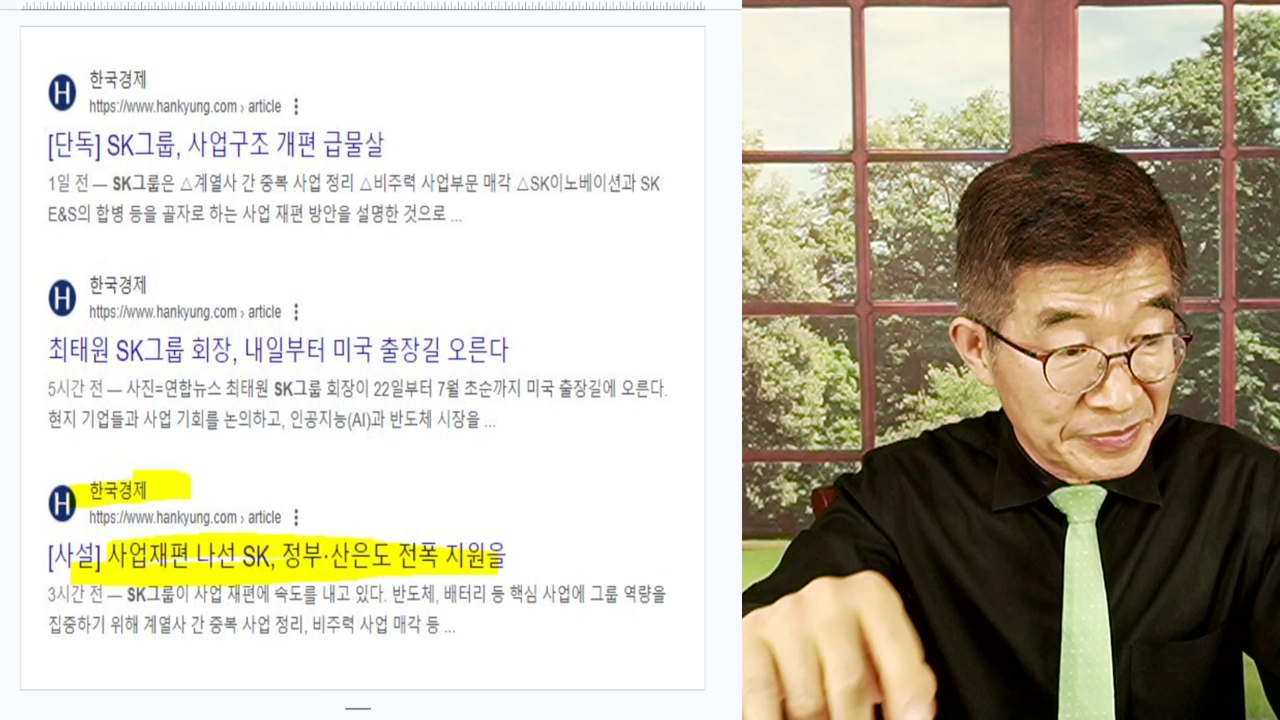 한국경제
https://www.hankyung.com › article
[단독] SK그룹, 사업구조 개편 급물살
1일 전 — SK그룹은 △계열사 간 중복 사업 정리 △비주력 사업부문 매각 △SK이노베이션과 SK
E&S의 합병 등을 골자로 하는 사업 재편 방안을 설명한 것으로 ...
한국경제
https://www.hankyung.com › article
최태원 SK그룹 회장, 내일부터 미국 출장길 오른다
5시간 전 — 사진=연합뉴스 최태원 SK그룹 회장이 22일부터 7월 초순까지 미국 출장길에 오른다.
현지 기업들과 사업 기회를 논의하고, 인공지능(AI)과 반도체 시장을 ...
한국경제
https://www.hankyung.com › article
[사설] 사업재편 나선 SK, 정부·산은도 전폭 지원을
3시간 전 — SK그룹이 사업 재편에 속도를 내고 있다. 반도체, 배터리 등 핵심 사업에 그룹 역량을
집중하기 위해 계열사 간 중복 사업 정리, 비주력 사업 매각 등 ...